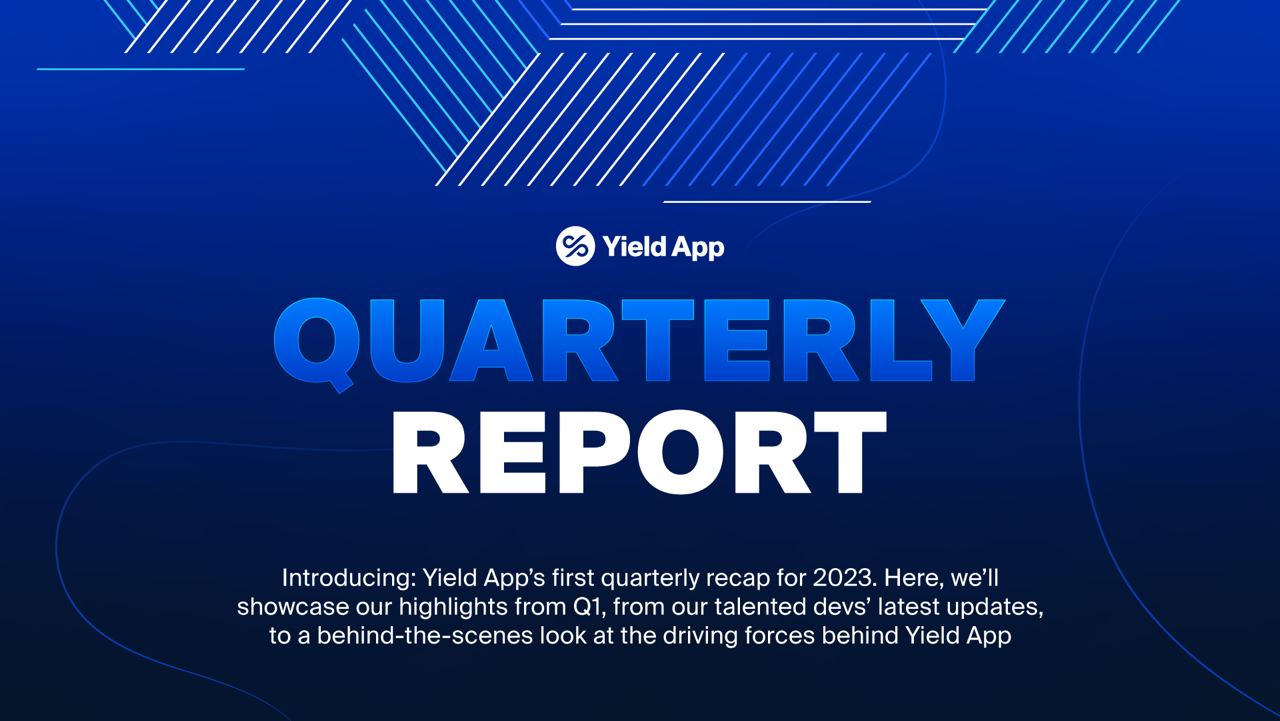 Yield App
QUARTERLY
REPORT
Introducing: Yield App’s first quarterly recap for 2023. Here, we’ll
showcase our highlights from Q1, from our talented devs’ latest updates,
to a behind-the-scenes look at the driving forces behind Yield App